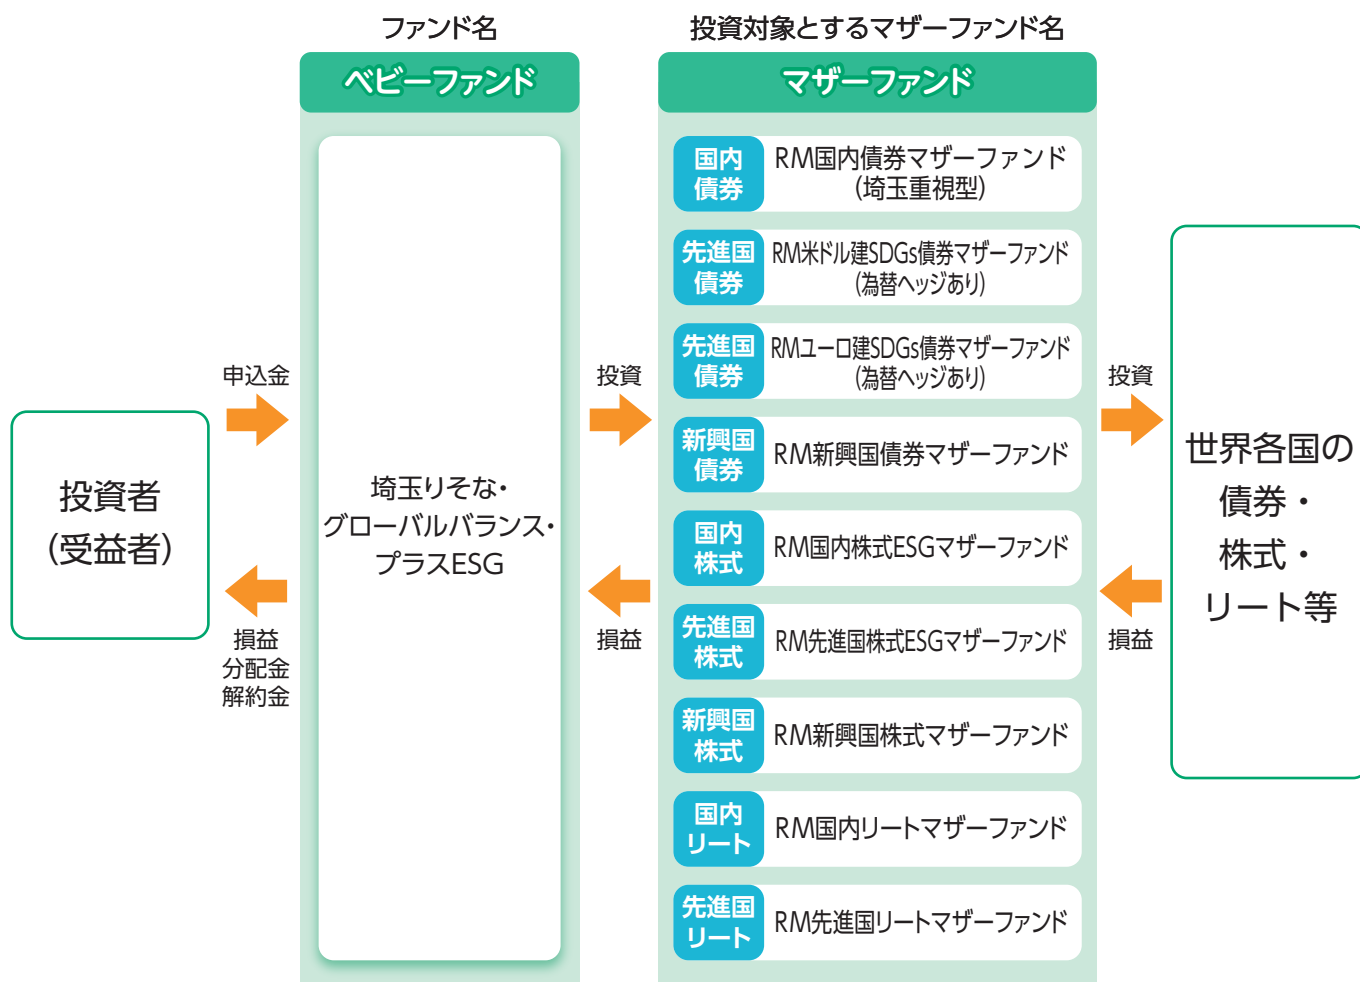 ファンド名
ベビーファンド
投資対象とするマザーファンド名
マザーファンド
投資者
(受益者)
申込金
損益
分配金
解約金
埼玉りそな・
グローバルバランス・
プラスESG
投資
損益
国内
債券
RM国内債券マザーファンド
(埼玉重視型)
先進国
債券
RM米ドル建SDGs債券マザーファンド
(為替ヘッジあり)
先進国
債券
RMユーロ建SDGs債券マザーファンド
(為替ヘッジあり)
新興国
債券
RM新興国債券マザーファンド
国内
株式
RM国内株式ESGマザーファンド
先進国
株式
RM先進国株式ESGマザーファンド
新興国
株式
RM新興国株式マザーファンド
国内
リート
RM国内リートマザーファンド
先進国
リート
RM先進国リートマザーファンド
投資
損益
世界各国の
債券・
株式・
リート等